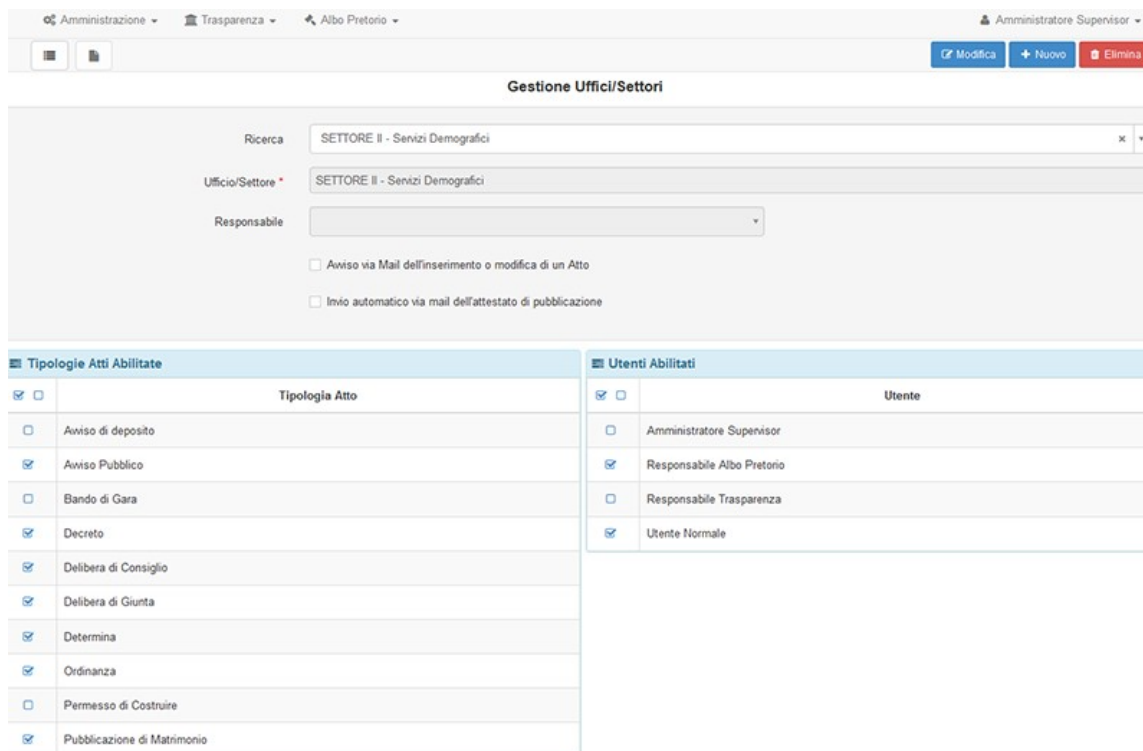 Amministrazione Trasparenza Albo Pretorio Amministratore Supervisor
Modifica + Nuovo Elimina
Gestione Uffici/Settori
Ricerca SETTORE II - Servizi Demografici ×
Ufficio/Settore * SETTORE II - Servizi Demografici
Responsabile
Avviso via Mail dell'inserimento o modifica di un Atto
Invio automatico via mail dell'attestato di pubblicazione
Tipologie Atti Abilitate
Tipologia Atto
Avviso di deposito
Avviso Pubblico
Bando di Gara
Decreto
Delibera di Consiglio
Delibera di Giunta
Determina
Ordinanza
Permesso di Costruire
Pubblicazione di Matrimonio
Utenti Abilitati
Utente
Amministratore Supervisor
Responsabile Albo Pretorio
Responsabile Trasparenza
Utente Normale